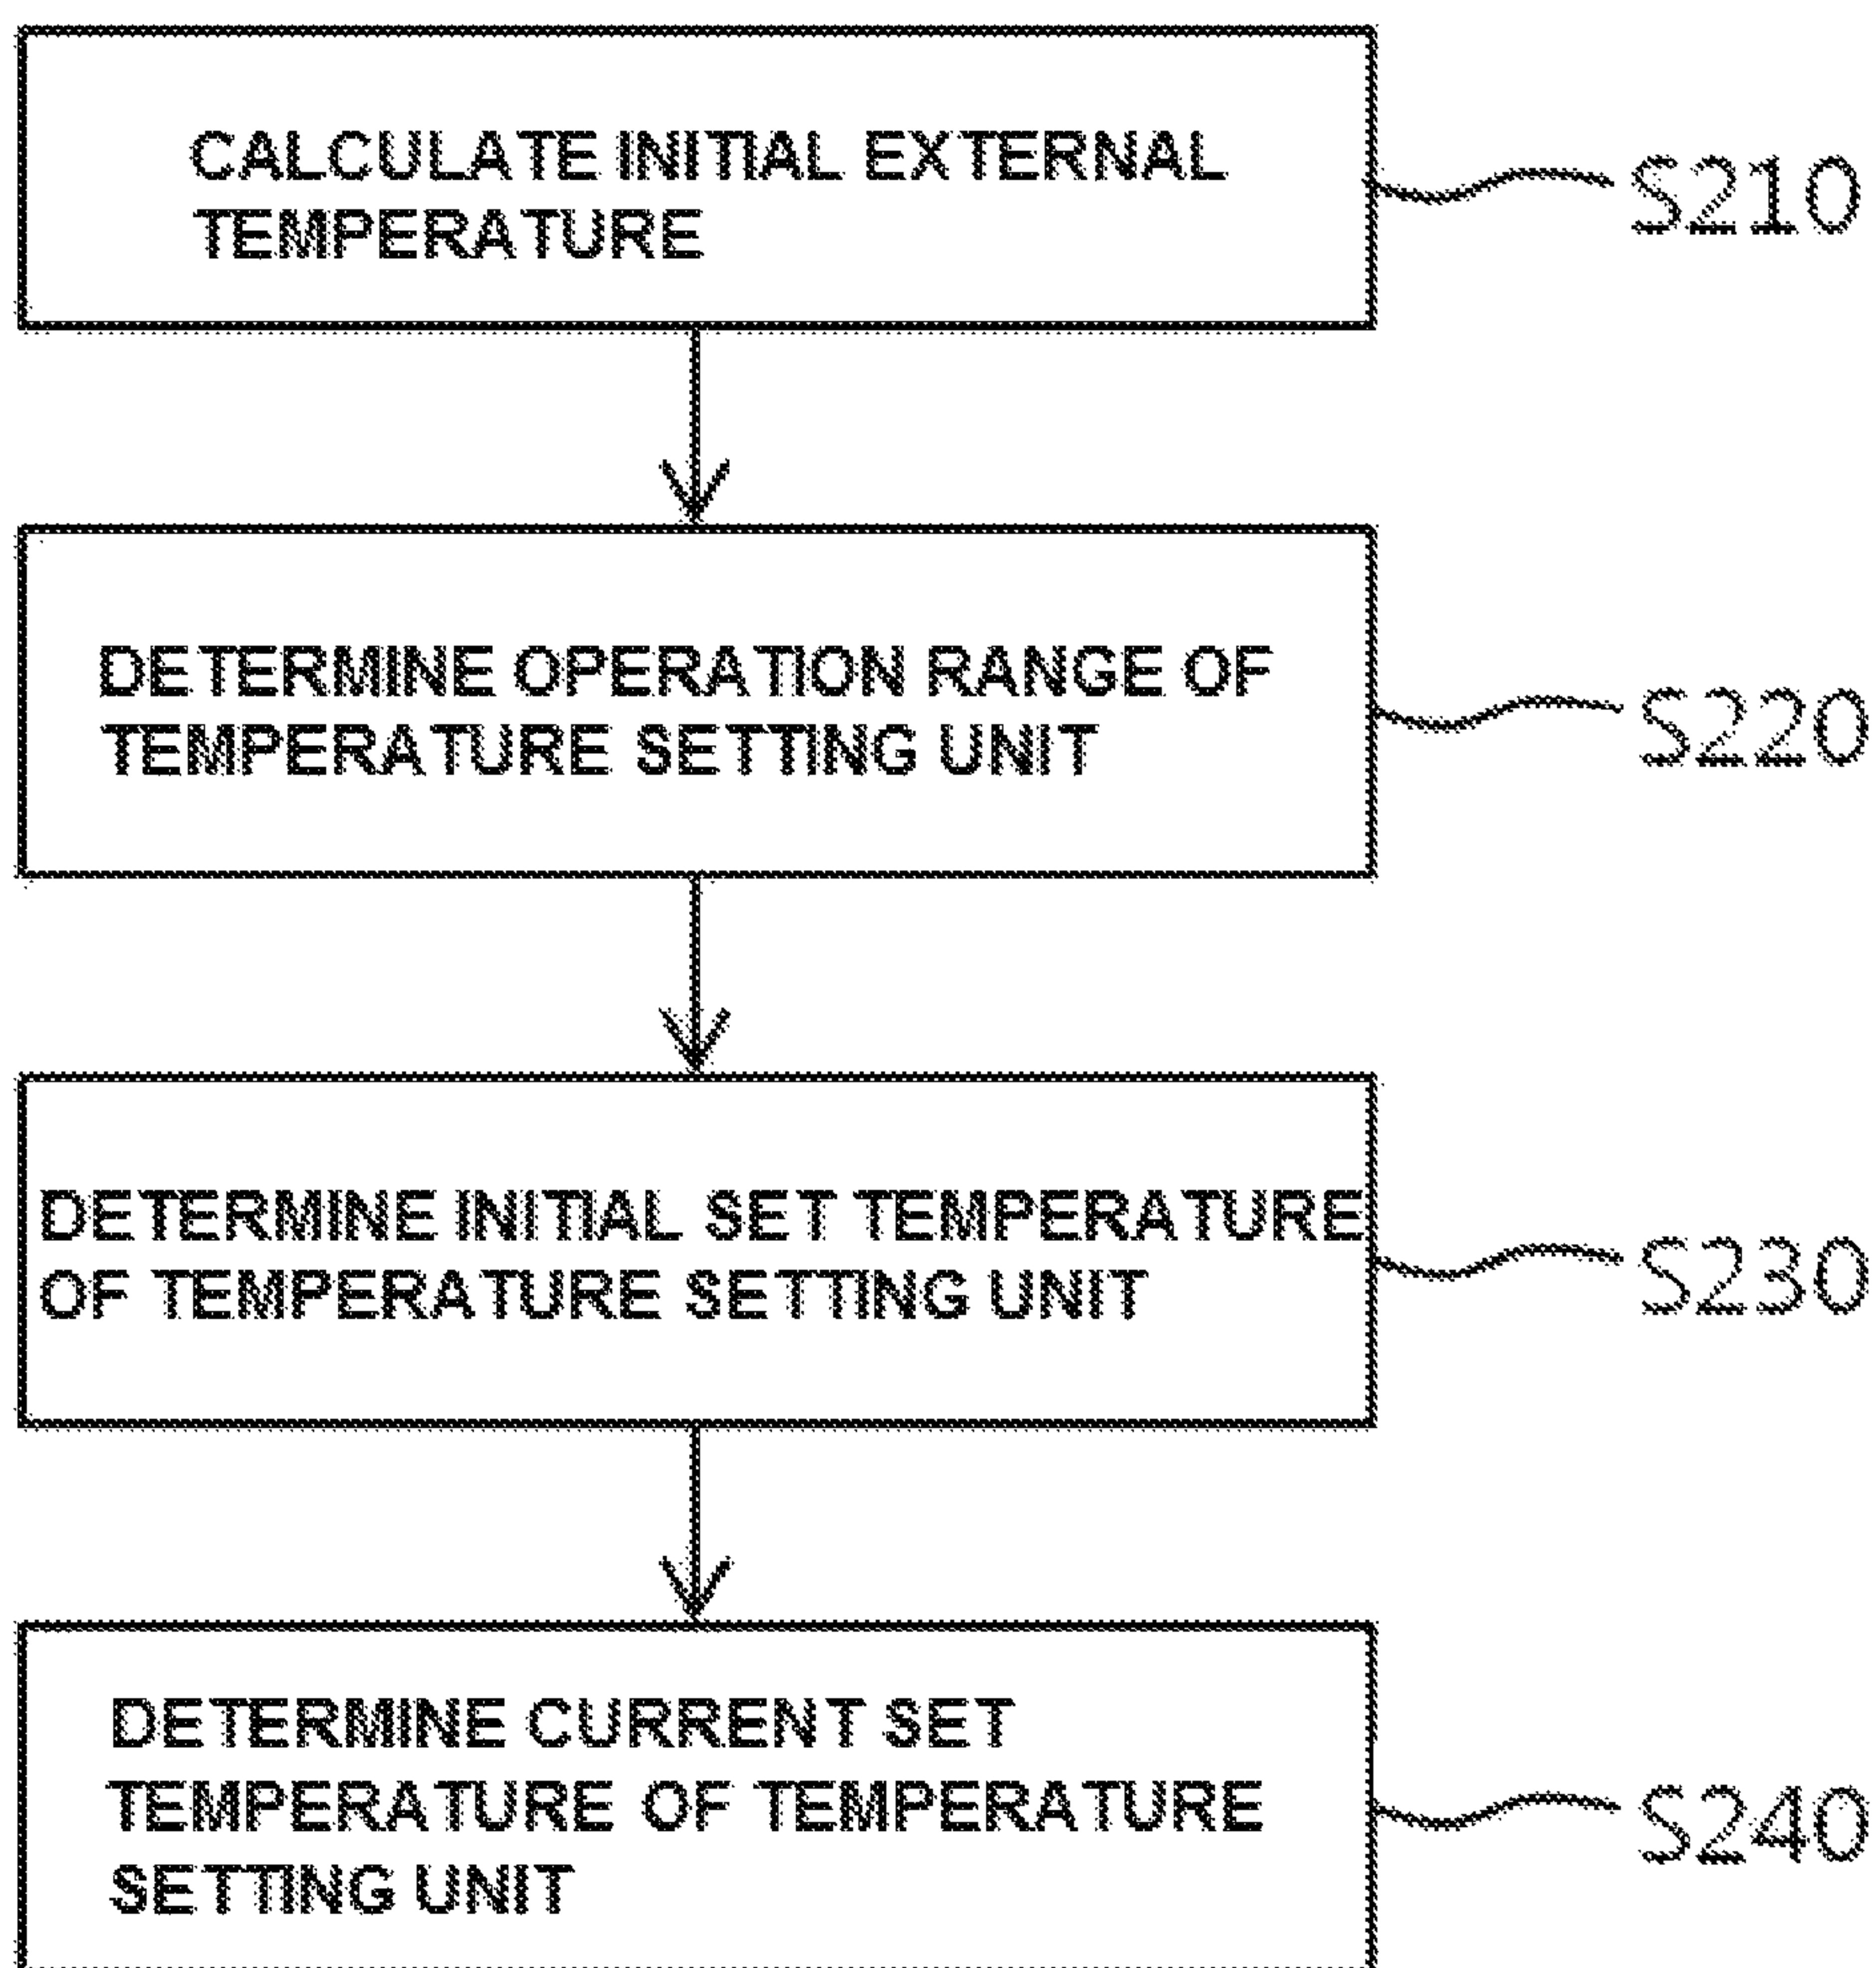 CALCULATE INITIAL EXTERNAL
TEMPERATURE
S210
DETERMINE OPERATION RANGE OF
TEMPERATURE SETTING UNIT
S220
DETERMINE INITIAL SET TEMPERATURE
OF TEMPERATURE SETTING UNIT
S230
DETERMINE CURRENT SET
TEMPERATURE OF TEMPERATURE
SETTING UNIT
S240